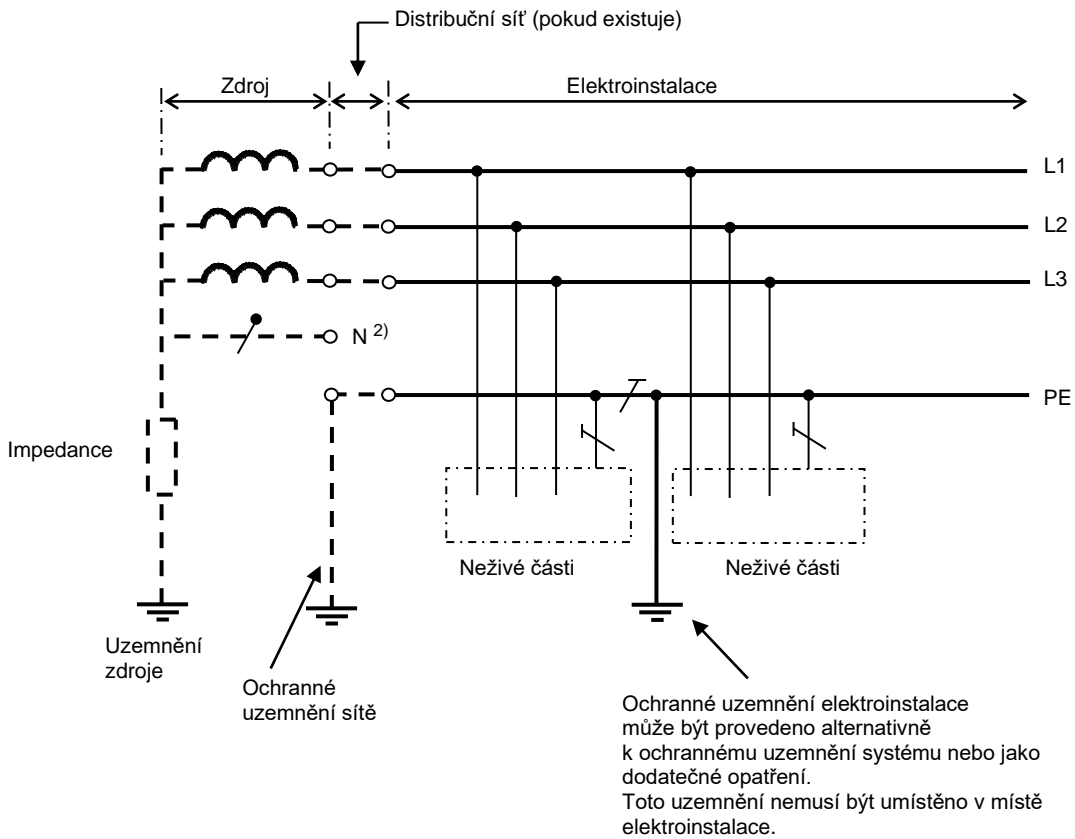 Distribuční síť (pokud existuje)
Zdroj
Elektroinstalace
L1
L2
L3
N 2)
PE
Impedance
Neživé části
Neživé části
Uzemnění
zdroje
Ochranné
uzemnění sítě
Ochranné uzemnění elektroinstalace
může být provedeno alternativně
k ochrannému uzemnění systému nebo jako
dodatečné opatření.
Toto uzemnění nemusí být umístěno v místě
elektroinstalace.